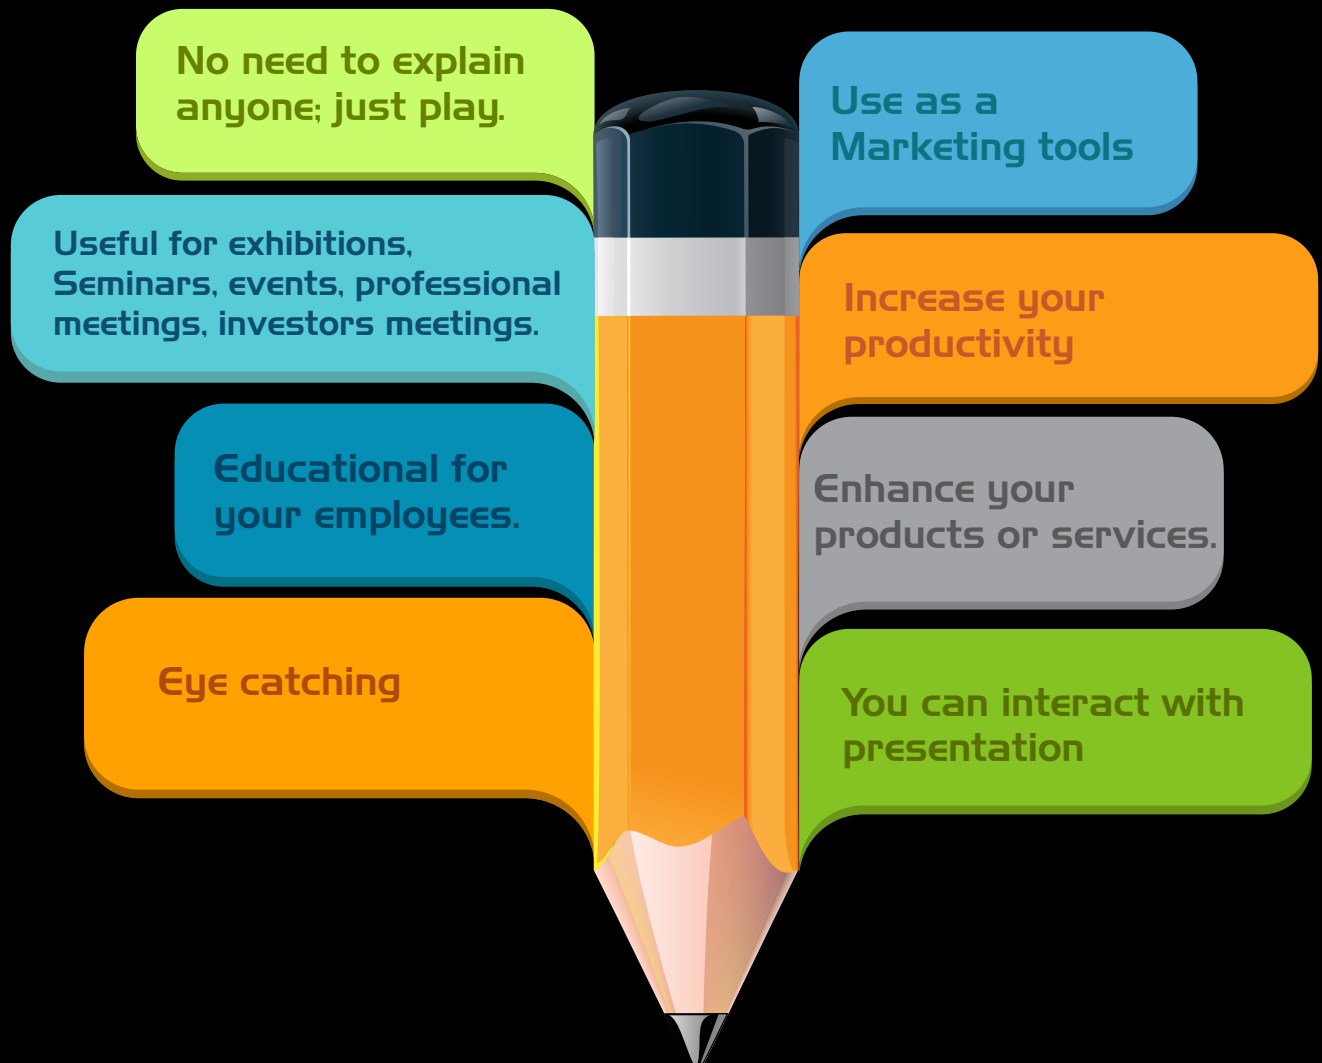 No need to explain
anyone; just play.
Useful for exhibitions,
Seminars, events, professional
meetings, investors meetings.
Educational for
your employees.
Eye catching
Use as a
Marketing tools
Increase your
productivity
Enhance your
products or services.
You can interact with
presentation